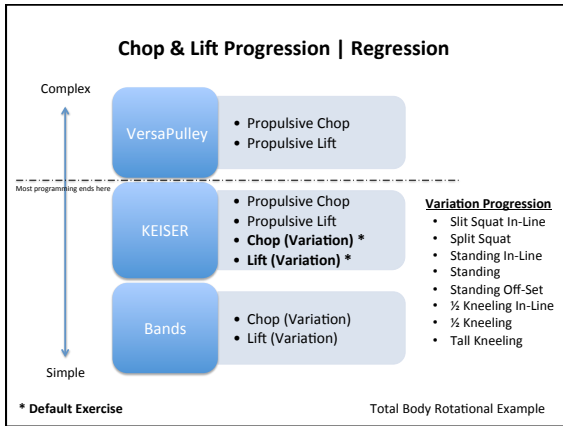 Chop & Lift Progression | Regression
Complex
VersaPulley
• Propulsive Chop
• Propulsive Lift
Most programming ends here
KEISER
• Propulsive Chop
• Propulsive Lift
• Chop (Variation) *
• Lift (Variation) *
Variation Progression
• Slit Squat In-Line
• Split Squat
• Standing In-Line
• Standing
• Standing Off-Set
• ½ Kneeling In-Line
• ½ Kneeling
• Tall Kneeling
Bands
• Chop (Variation)
• Lift (Variation)
Simple
* Default Exercise
Total Body Rotational Example